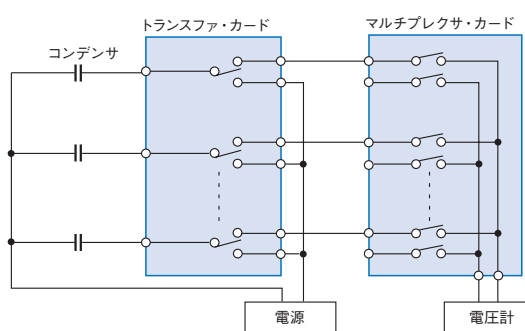 トランスファ・カード
マルチプレクサ・カード
コンデンサ
電源
電圧計